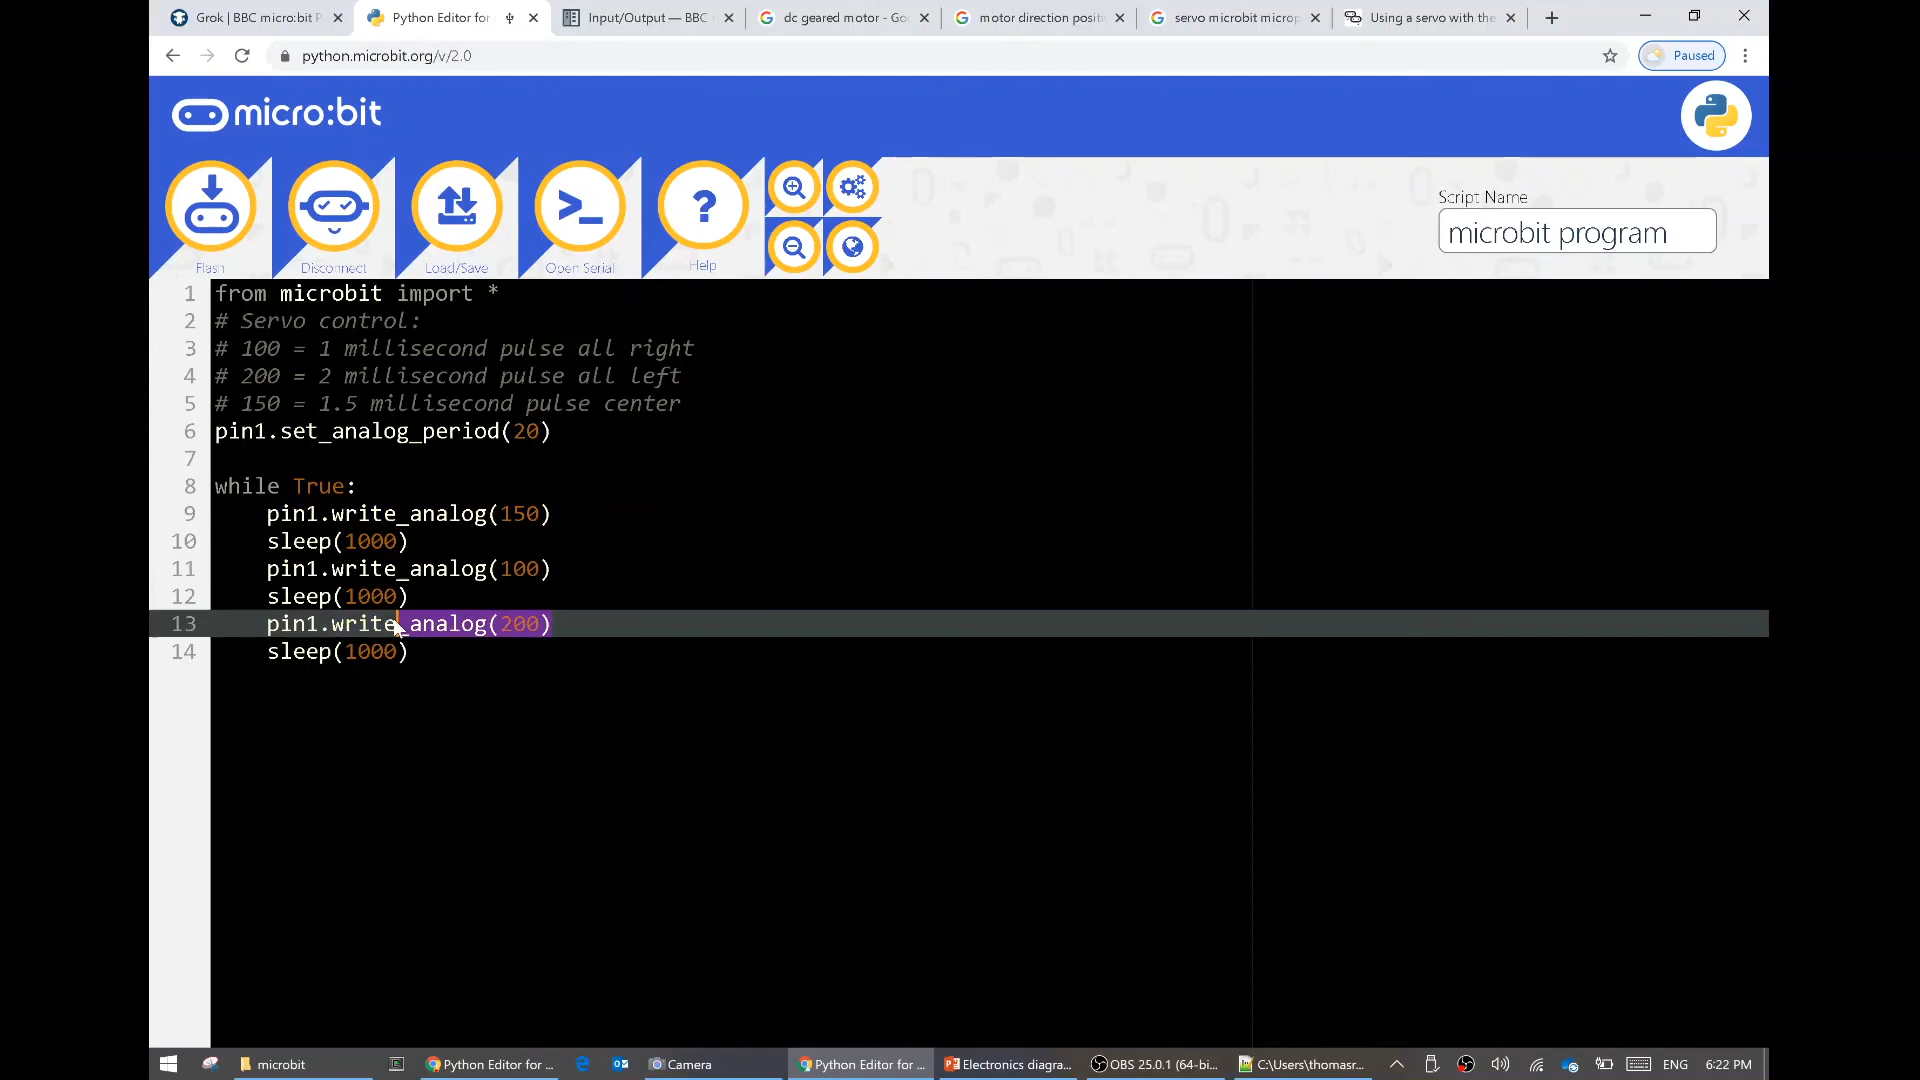 Grok | BBC micro:bit P
Python Editor for
Input/Output — BBC
dc geared motor - Go
motor direction positi
servo microbit microp
Using a servo with the
python.microbit.org/v/2.0
Paused
micro:bit
Flash
Disconnect
Load/Save
Open Serial
Help
Script Name
microbit program
1 from microbit import *
2 # Servo control:
3 # 100 = 1 millisecond pulse all right
4 # 200 = 2 millisecond pulse all left
5 # 150 = 1.5 millisecond pulse center
6 pin1.set_analog_period(20)
7
8 while True:
9 pin1.write_analog(150)
10 sleep(1000)
11 pin1.write_analog(100)
12 sleep(1000)
13 pin1.write_analog(200)
14 sleep(1000)
microbit
Python Editor for ...
Camera
Python Editor for ...
Electronics diagra...
OBS 25.0.1 (64-bi...
C:\Users\thomasr...
ENG
6:22 PM